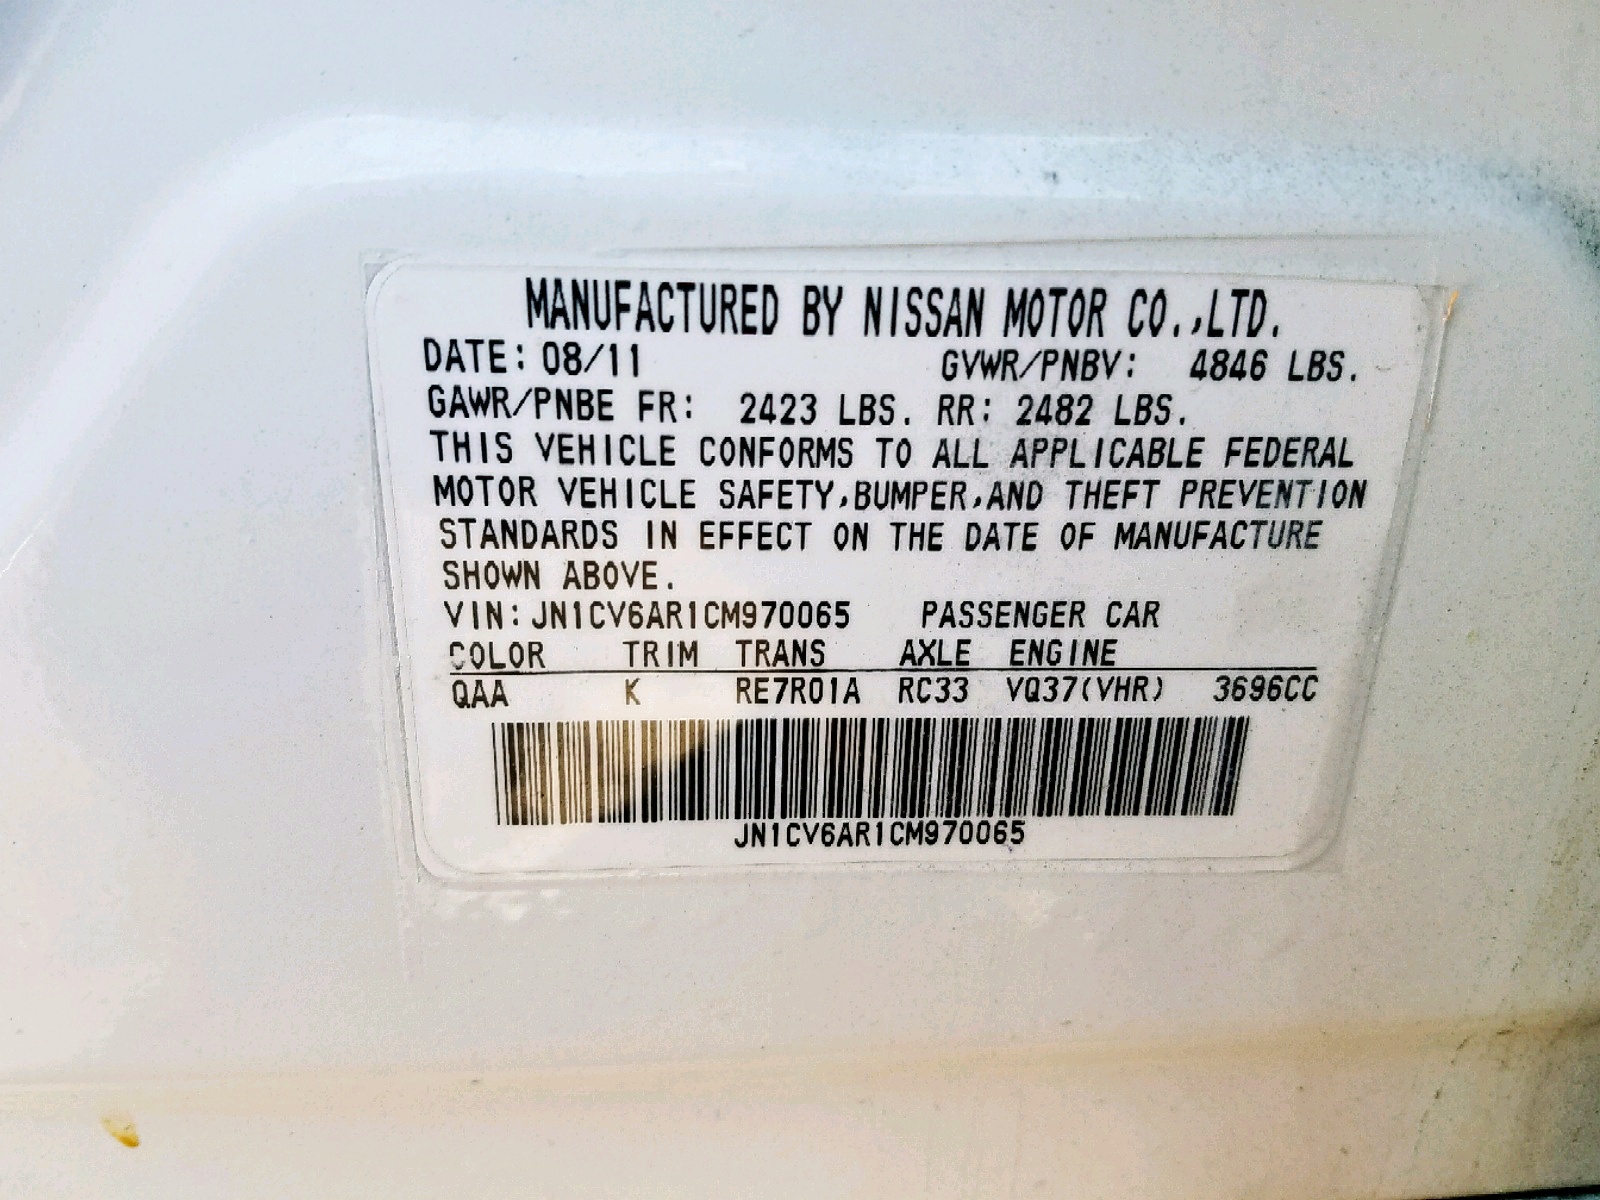 MANUFACTURED BY NISSAN MOTOR CO.,LTD.
DATE: 08/11 GVWR/PNBV: 4846 LBS.
GAWR/PNBE FR: 2423 LBS. RR: 2482 LBS.
THIS VEHICLE CONFORMS TO ALL APPLICABLE FEDERAL
MOTOR VEHICLE SAFETY,BUMPER,AND THEFT PREVENTION
STANDARDS IN EFFECT ON THE DATE OF MANUFACTURE
SHOWN ABOVE.
VIN:JN1CV6AR1CM970065 PASSENGER CAR
COLOR TRIM TRANS AXLE ENGINE
QAA K RE7R01A RC33 VQ37(VHR) 3696CC
JN1CV6AR1CM970065